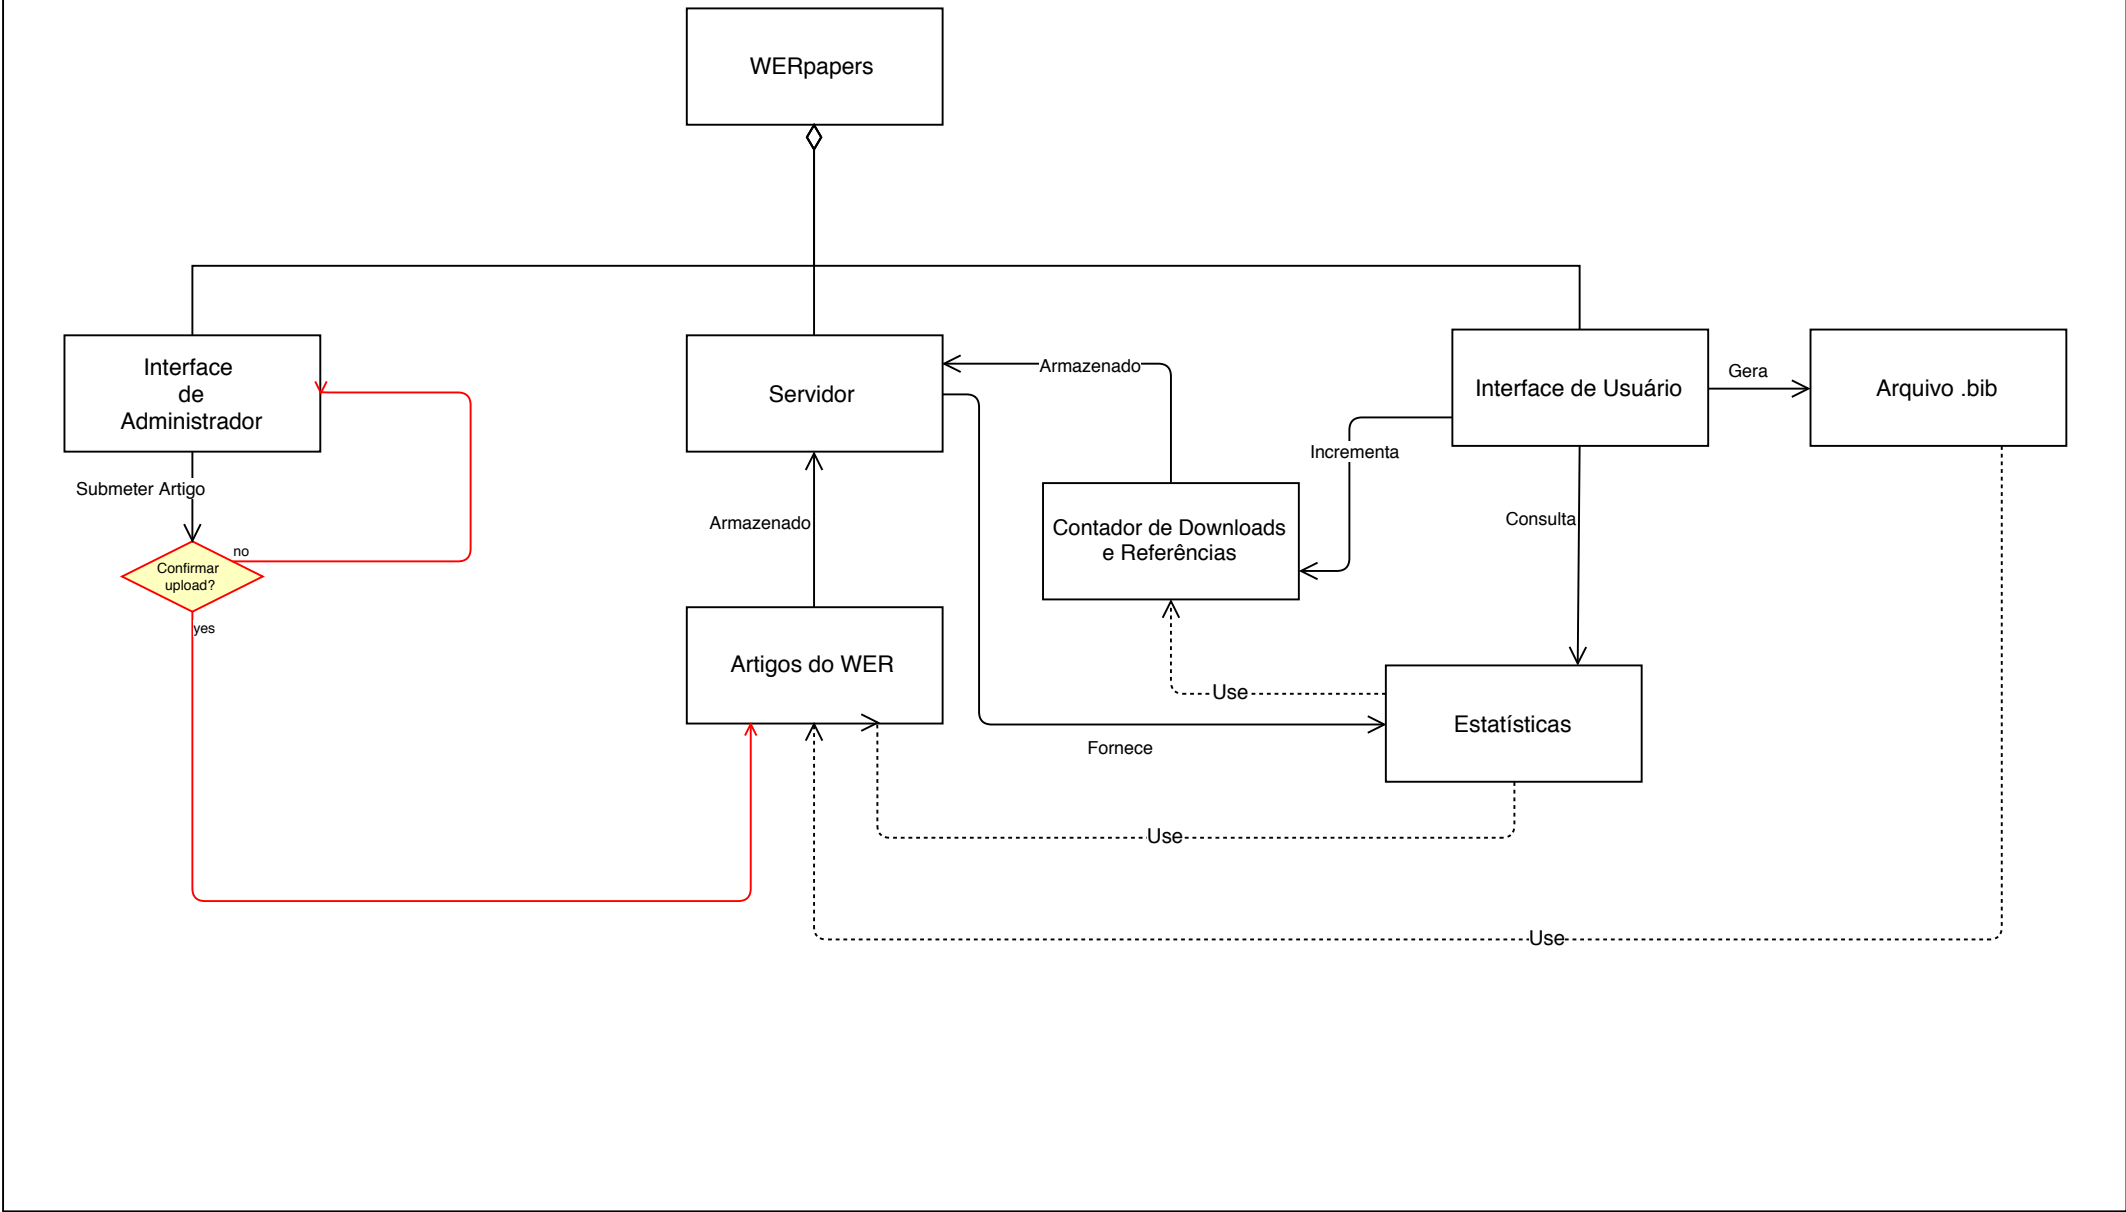 WERpapers
Interface
de
Administrador
Servidor
Armazenado
Interface de Usuário
Gera
Arquivo .bib
Incrementa
Submeter Artigo
Armazenado
Contador de Downloads
e Referências
Consulta
no
Confirmar
upload?
yes
Artigos do WER
Use
Fornece
Estatísticas
Use
Use